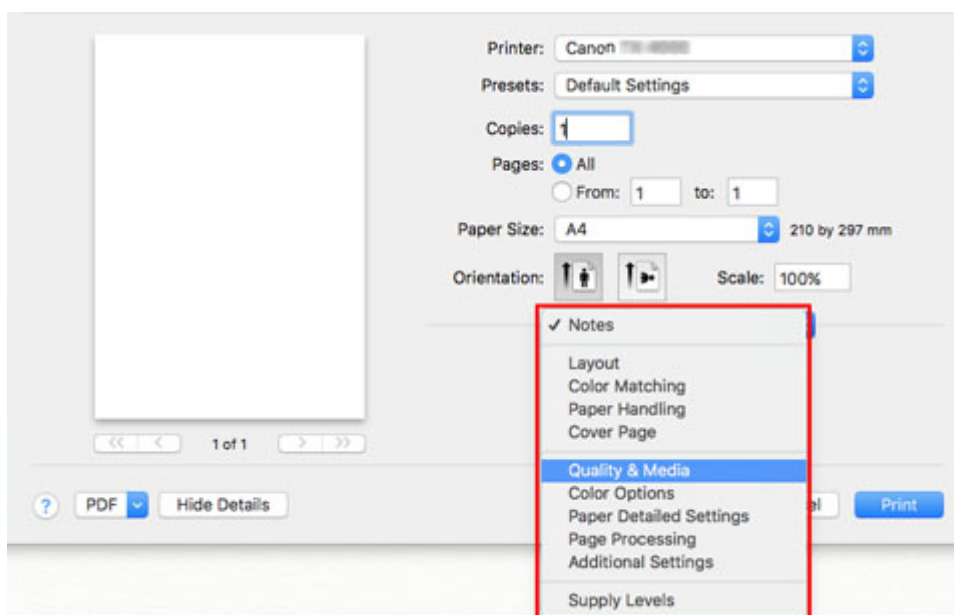 Printer: Canon
Presets: Default Settings
Copies: 1
Pages: All
From: 1 to: 1
Paper Size: A4 210 by 297 mm
Orientation: Scale: 100%
✓ Notes
Layout
Color Matching
Paper Handling
Cover Page
<< < 1 of 1 > >>
Quality & Media
Color Options
? PDF Hide Details Print
Paper Detailed Settings
Page Processing
Additional Settings
Supply Levels